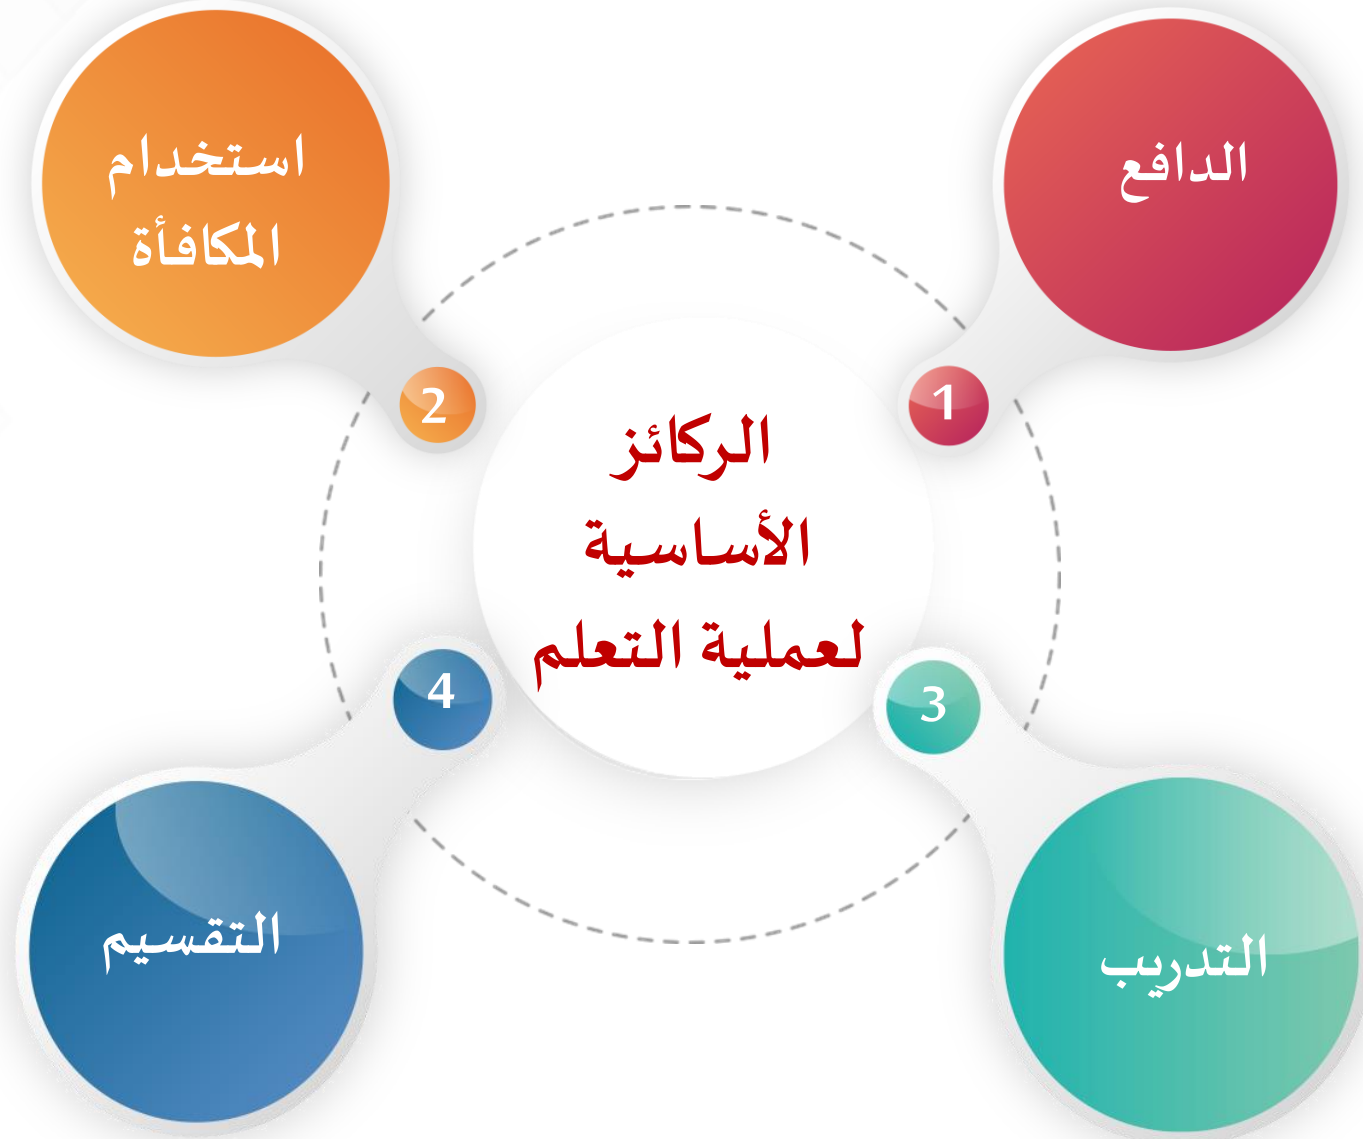 الركائز
الأساسية
لعملية التعلم
1
الدافع
2
استخدام
المكافأة
3
التدريب
4
التقسيم